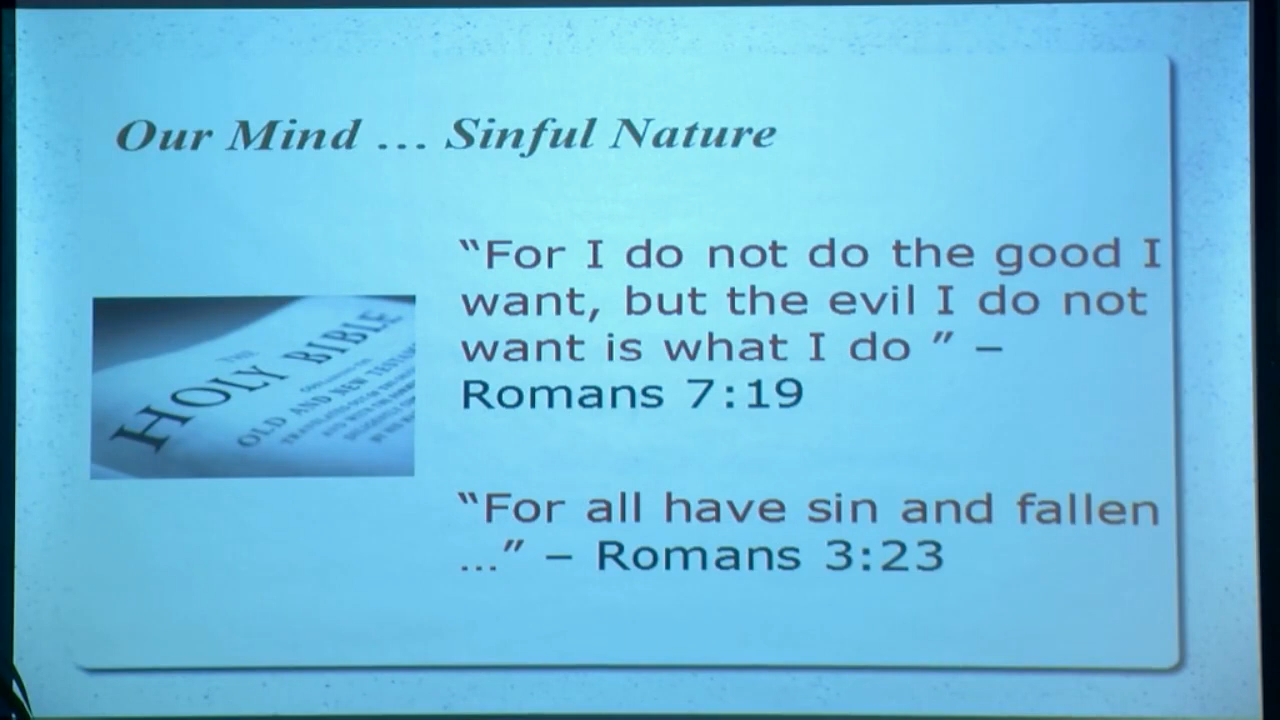 Our Mind ... Sinful Nature
“For I do not do the good I
want, but the evil I do not
want is what I do ” –
Romans 7:19
THE
HOLY BIBLE
OLD AND NEW
“For all have sin and fallen
...” – Romans 3:23